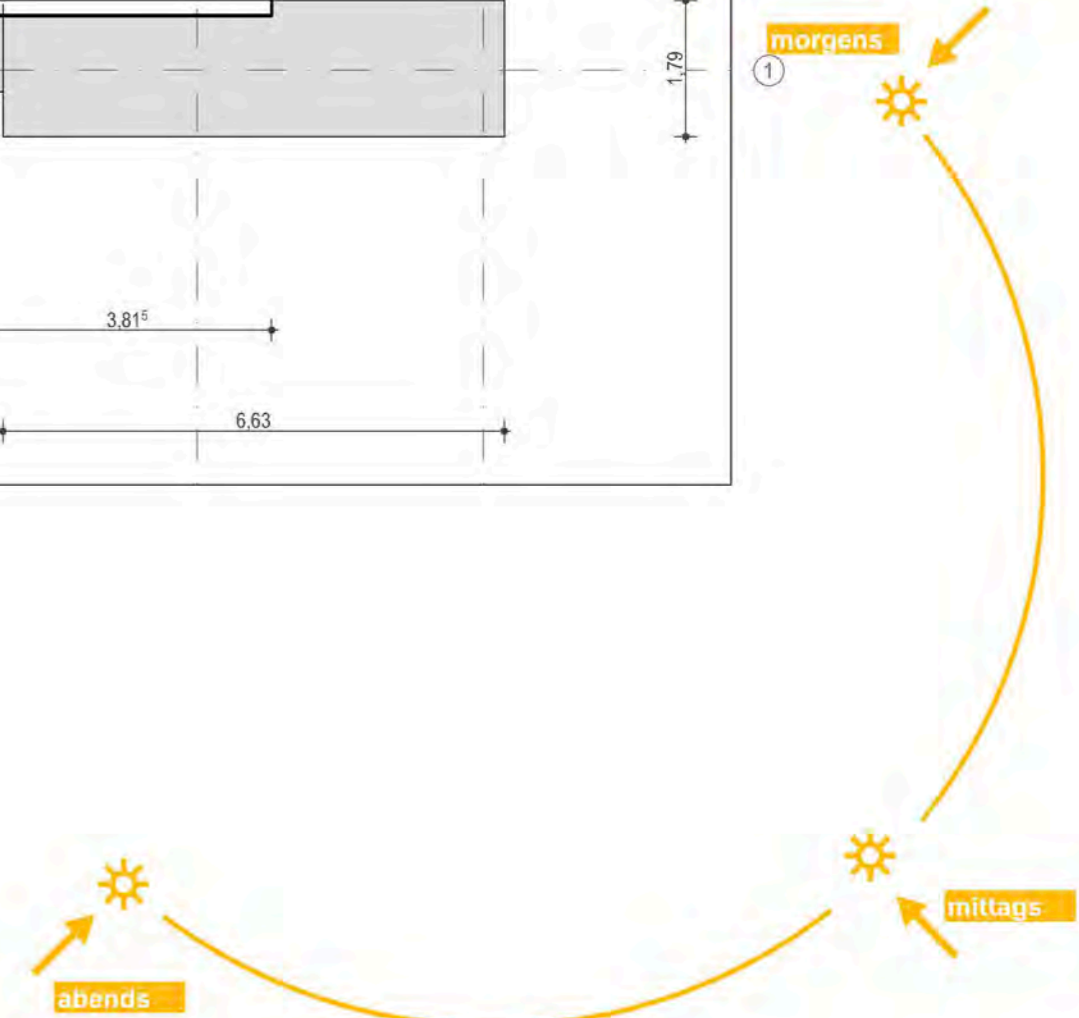 morgens
1,79
1
3,81⁵
6,63
mittags
abends